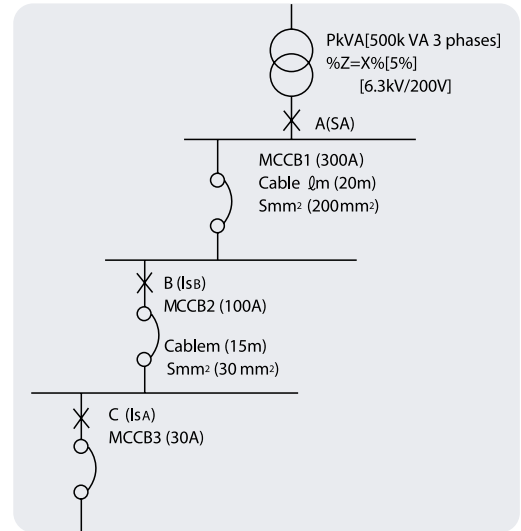 PkVA[500k VA 3 phases]
%Z=X%[5%]
[6.3kV/200V]
A(SA)
MCCB1 (300A)
Cable ℓm (20m)
Smm² (200mm²)
B (IsB)
MCCB2 (100A)
Cablem (15m)
Smm² (30 mm²)
C (IsA)
MCCB3 (30A)